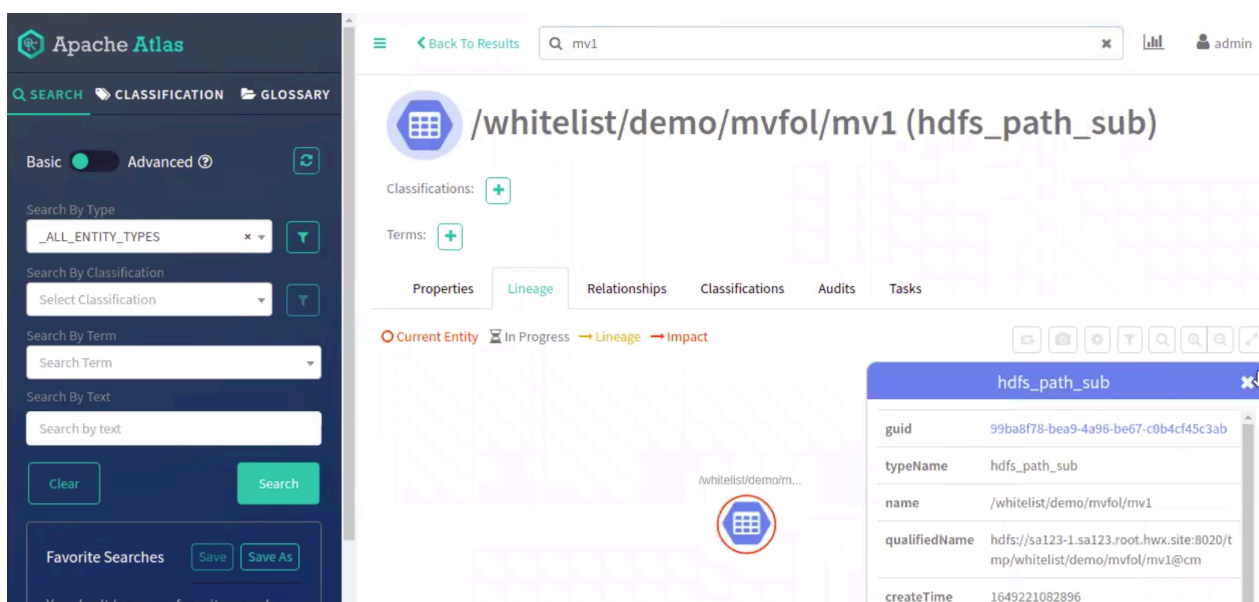 Apache Atlas
Back To Results
mv1
admin
SEARCH CLASSIFICATION GLOSSARY
/whitelist/demo/mvfol/mv1 (hdfs_path_sub)
Basic Advanced
Classifications:
Terms:
Search By Type
_ALL_ENTITY_TYPES
Search By Classification
Select Classification
Search By Term
Search Term
Search By Text
Search by text
Clear Search
Favorite Searches Save Save As
Properties Lineage Relationships Classifications Audits Tasks
Current Entity In Progress Lineage Impact
/whitelist/demo/m...
hdfs_path_sub
guid 99ba8f78-bea9-4a96-be67-c0b4cf45c3ab
typeName hdfs_path_sub
name /whitelist/demo/mvfol/mv1
qualifiedName hdfs://sa123-1.sa123.root.hwx.site:8020/t
mp/whitelist/demo/mvfol/mv1@cm
createTime 1649221082896